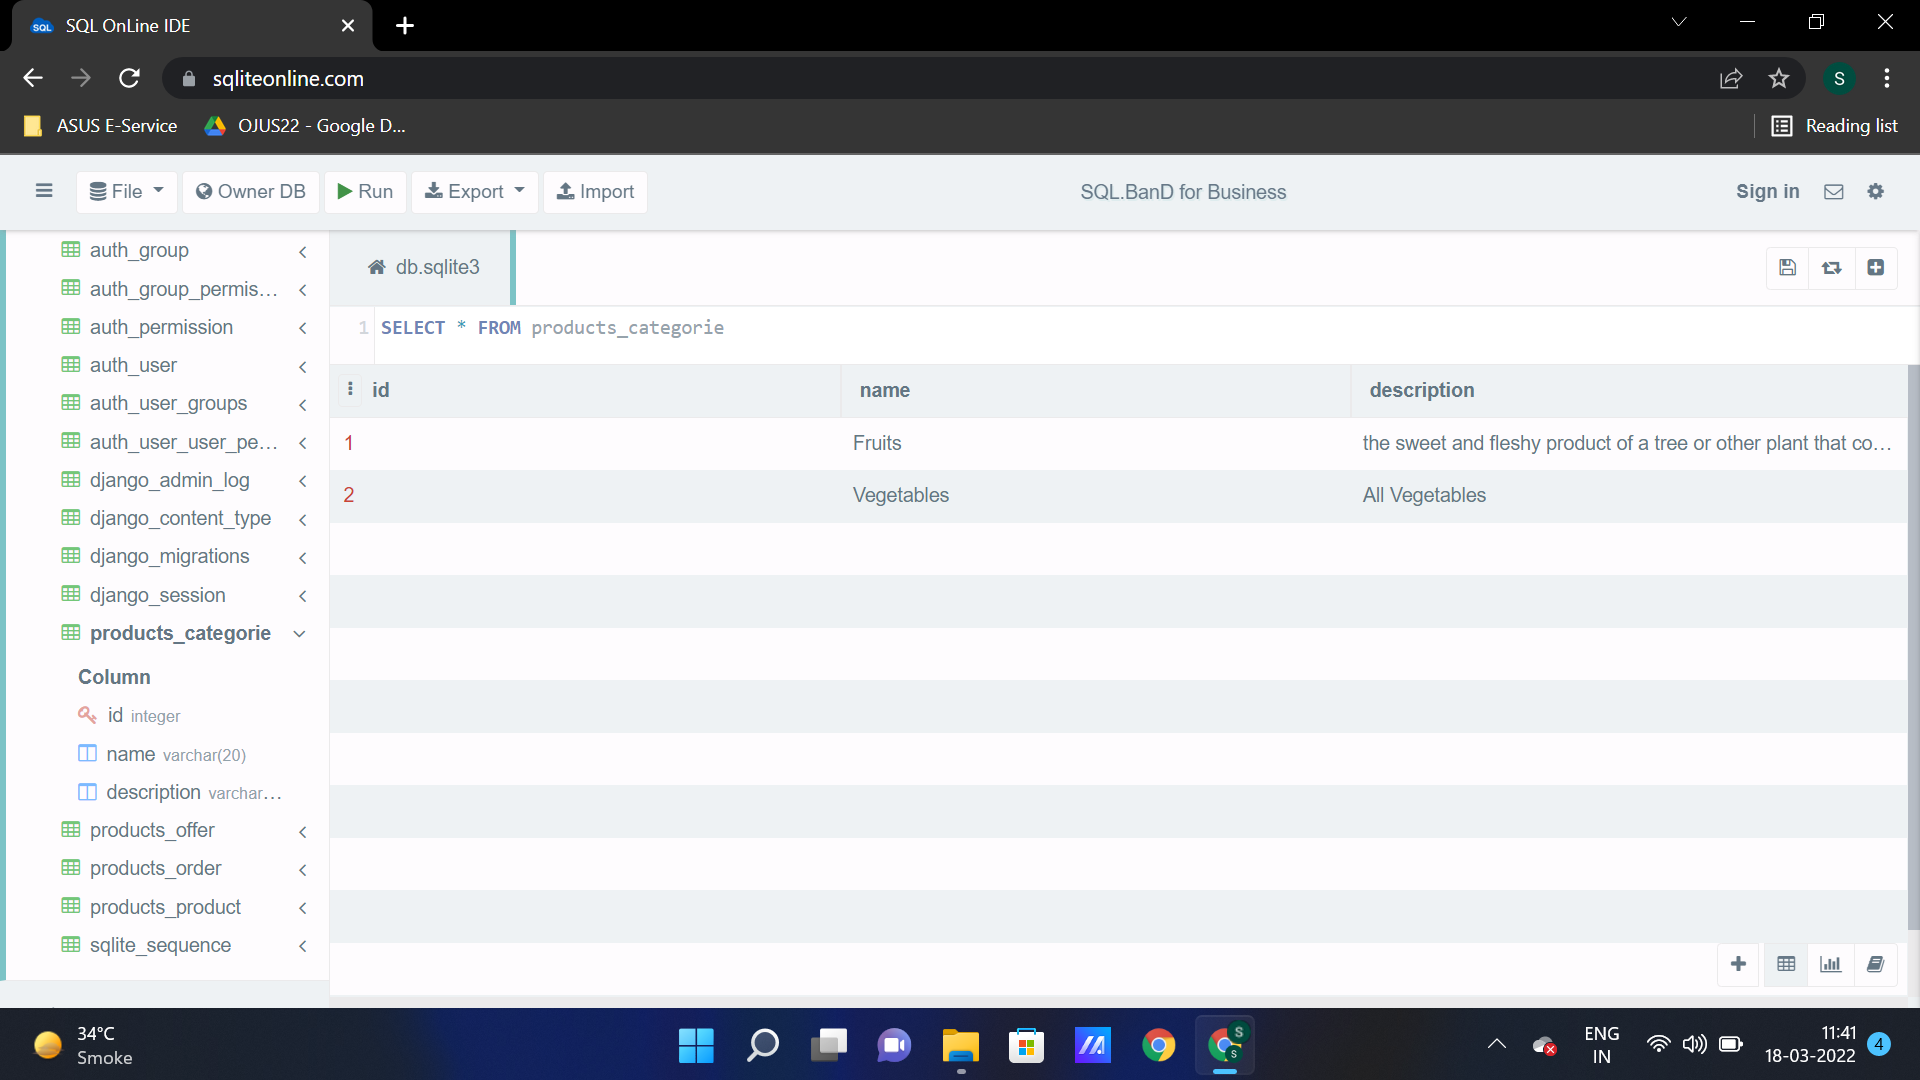 SQL OnLine IDE
sqliteonline.com
S
ASUS E-Service
OJUS22 - Google D...
Reading list
File
Owner DB
Run
Export
Import
SQL.BanD for Business
Sign in
auth_group
auth_group_permis...
auth_permission
auth_user
auth_user_groups
auth_user_user_pe...
django_admin_log
django_content_type
django_migrations
django_session
products_categorie
Column
id integer
name varchar(20)
description varchar...
products_offer
products_order
products_product
sqlite_sequence
db.sqlite3
1 SELECT * FROM products_categorie
id name description
1 Fruits the sweet and fleshy product of a tree or other plant that co...
2 Vegetables All Vegetables
34°C
Smoke
ENG
IN
11:41
18-03-2022
4